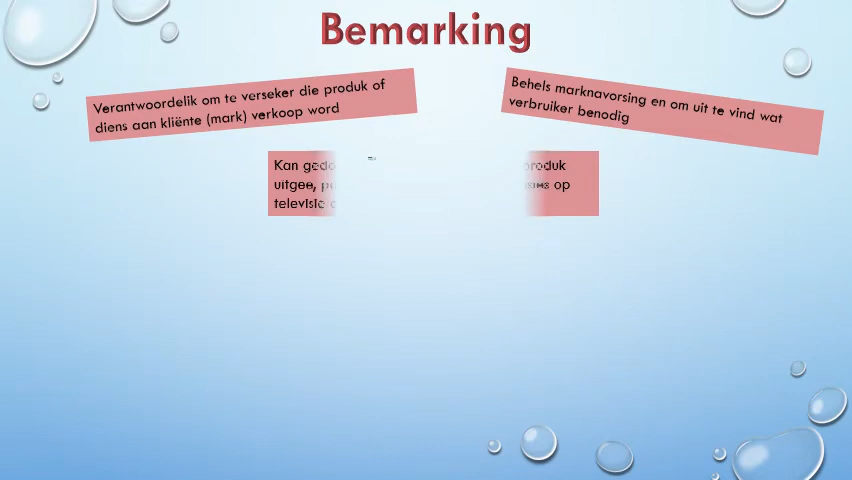 Bemarking
Verantwoordelik om te verseker die produk of
diens aan kliënte (mark) verkoop word
Behels marknavorsing en om uit te vind wat
verbruiker benodig
Kan produk
uitgee, op
televisie